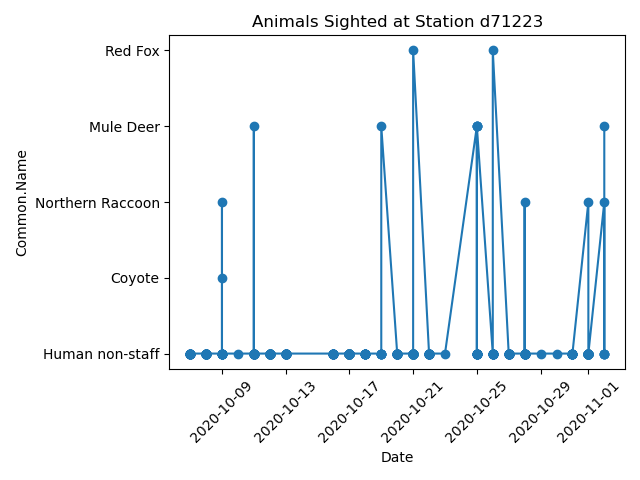 Animals Sighted at Station d71223
Red Fox
Mule Deer
Northern Raccoon
Coyote
Human non-staff
Common.Name
2020-10-09
2020-10-13
2020-10-17
2020-10-21
2020-10-25
2020-10-29
2020-11-01
Date